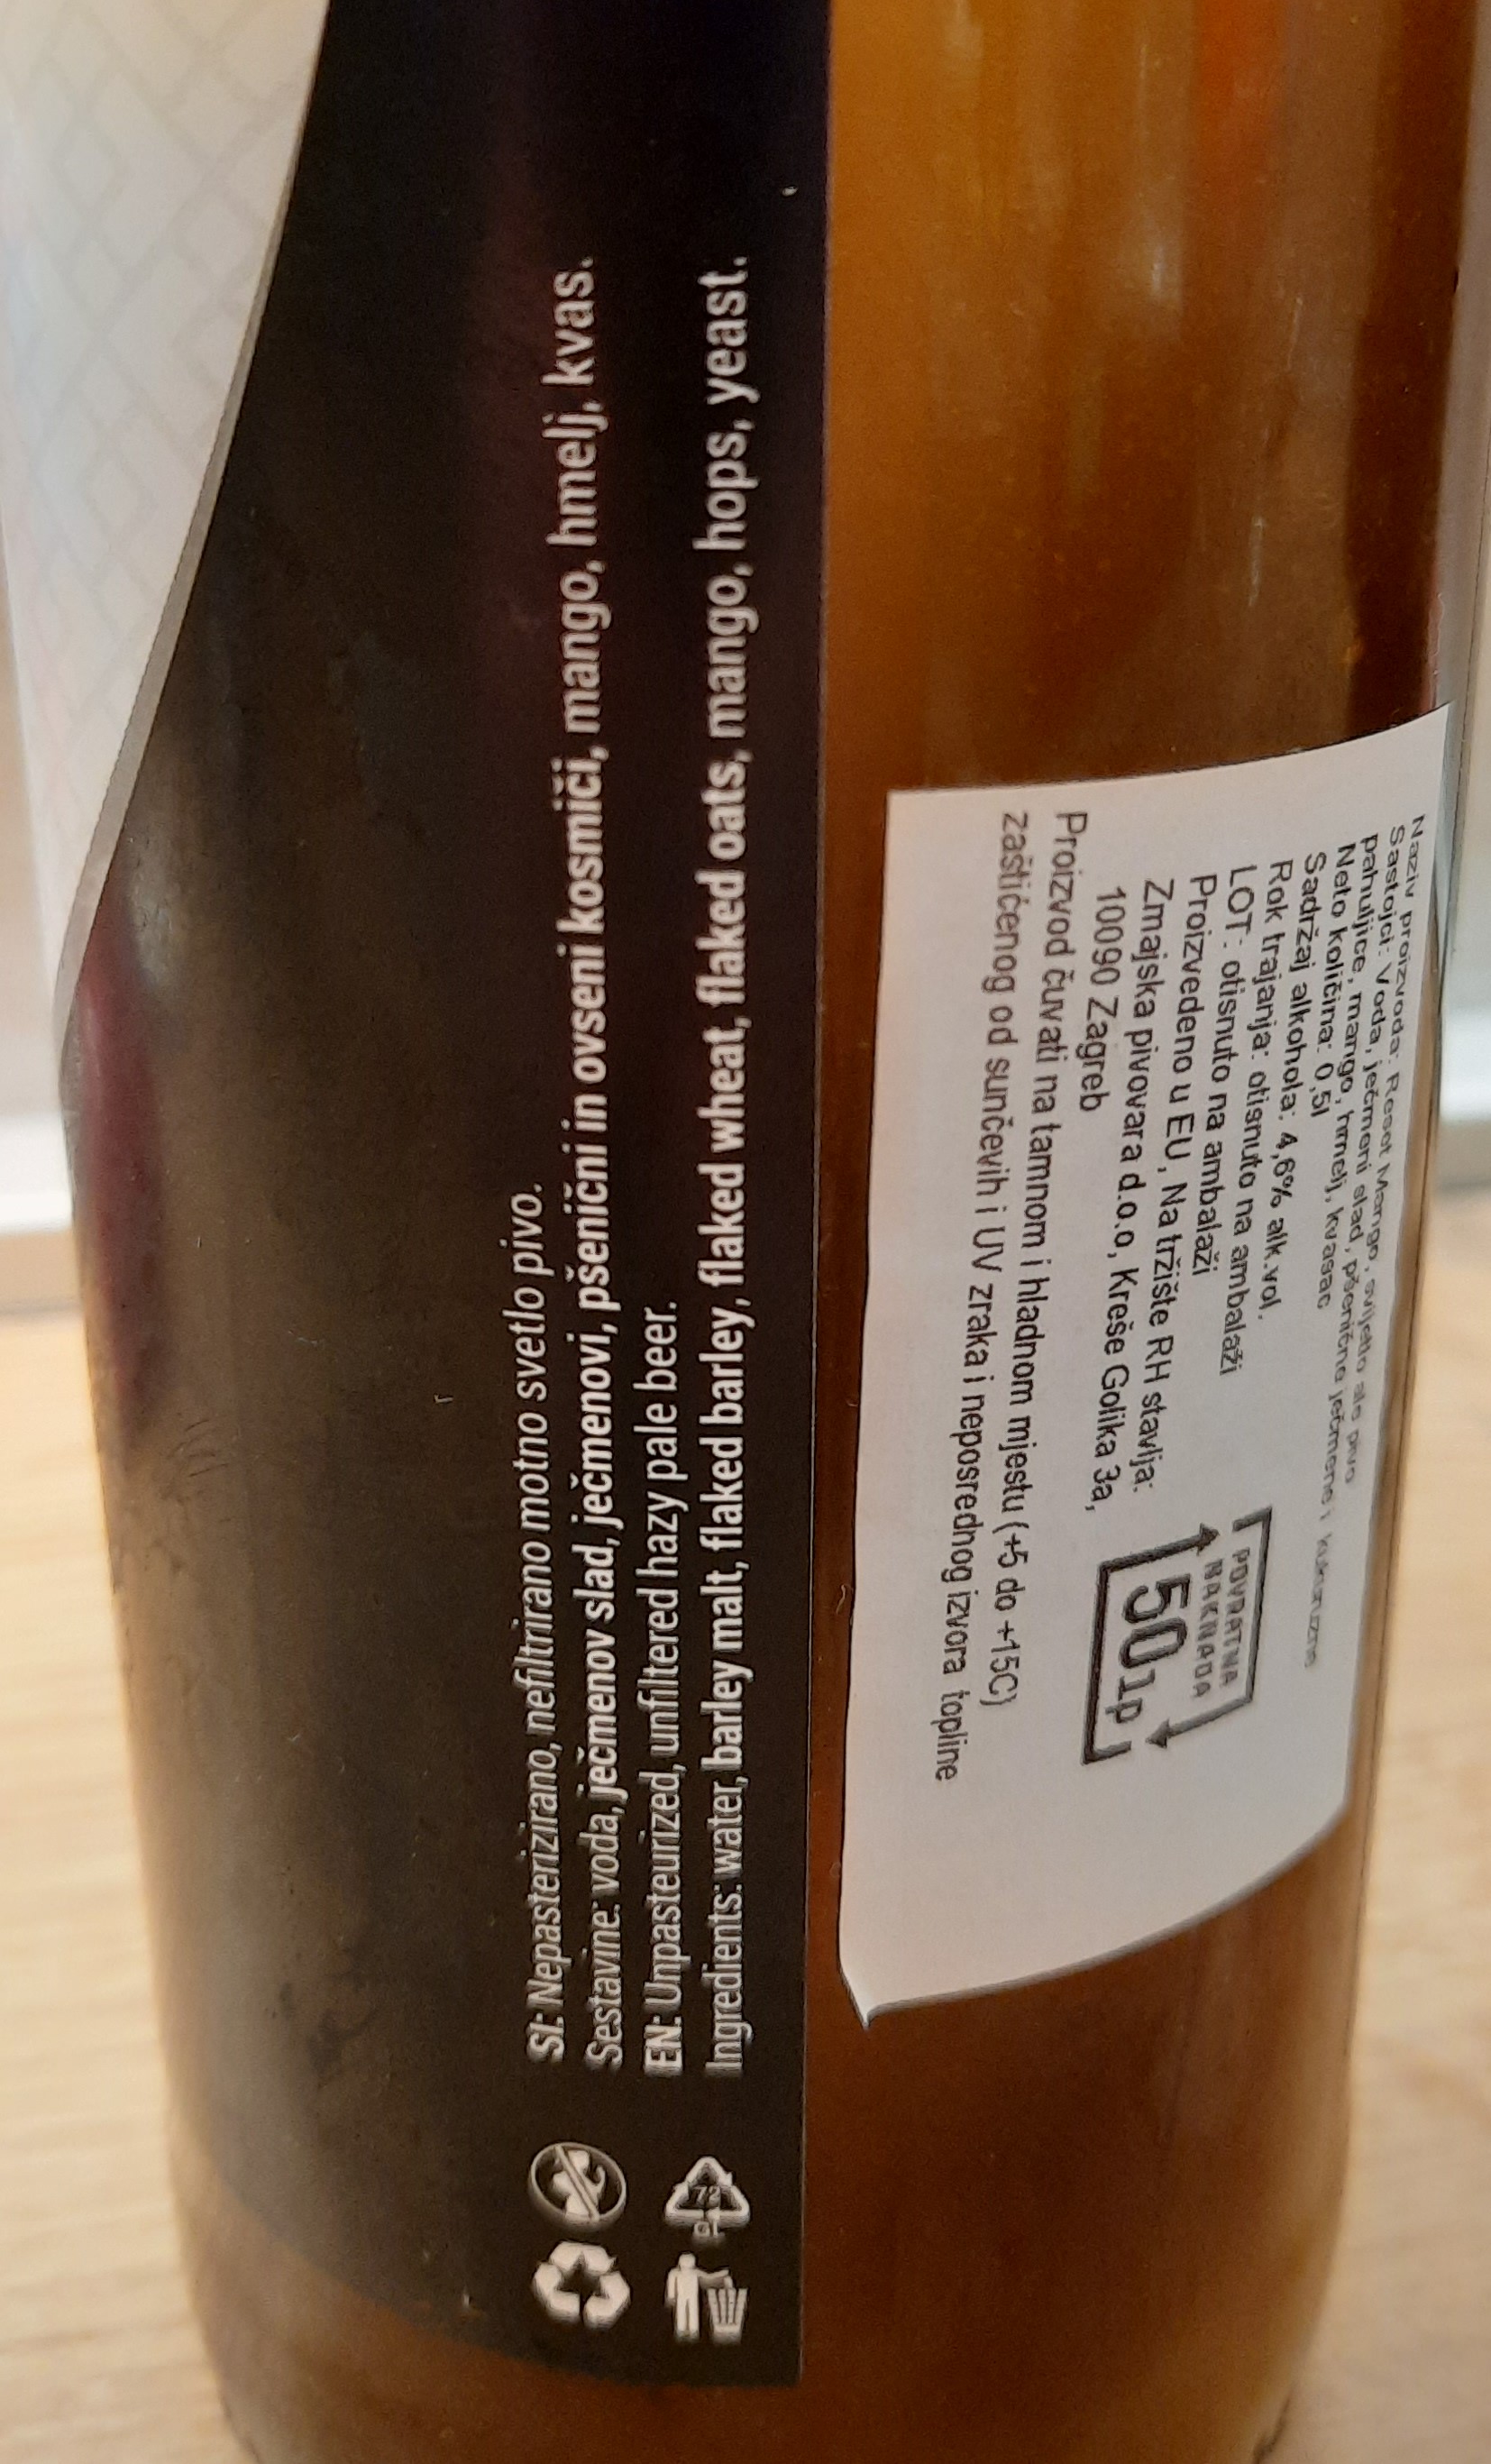 SI: Nepasterizirano, nefiltrirano motno svetlo pivo.
Sestavine: voda, ječmenov slad, ječmenovi, pšenični in ovseni kosmiči, mango, hmelj, kvas.
EN: Unpasteurized, unfiltered hazy pale beer.
Ingredients: water, barley malt, flaked barley, flaked wheat, flaked oats, mango, hops, yeast.
72
Naziv proizvoda: Reset Mango, svijetlo ale pivo
Sastojci: Voda, ječmeni slad, pšenične ječmene i kukuruzne
pahuljice, mango, hmelj, kvasac
Neto količina: 0,5l
Sadržaj alkohola: 4,6% alk.vol.
Rok trajanja: otisnuto na ambalaži
LOT: otisnuto na ambalaži
Proizvedeno u EU, Na tržište RH stavlja:
Zmajska pivovara d.o.o, Kreše Golika 3a,
10090 Zagreb
Proizvod čuvati na tamnom i hladnom mjestu (+5 do +15C)
zaštićenog od sunčevih i UV zraka i neposrednog izvora topline
POVRATNA
NAKNADA
50lp